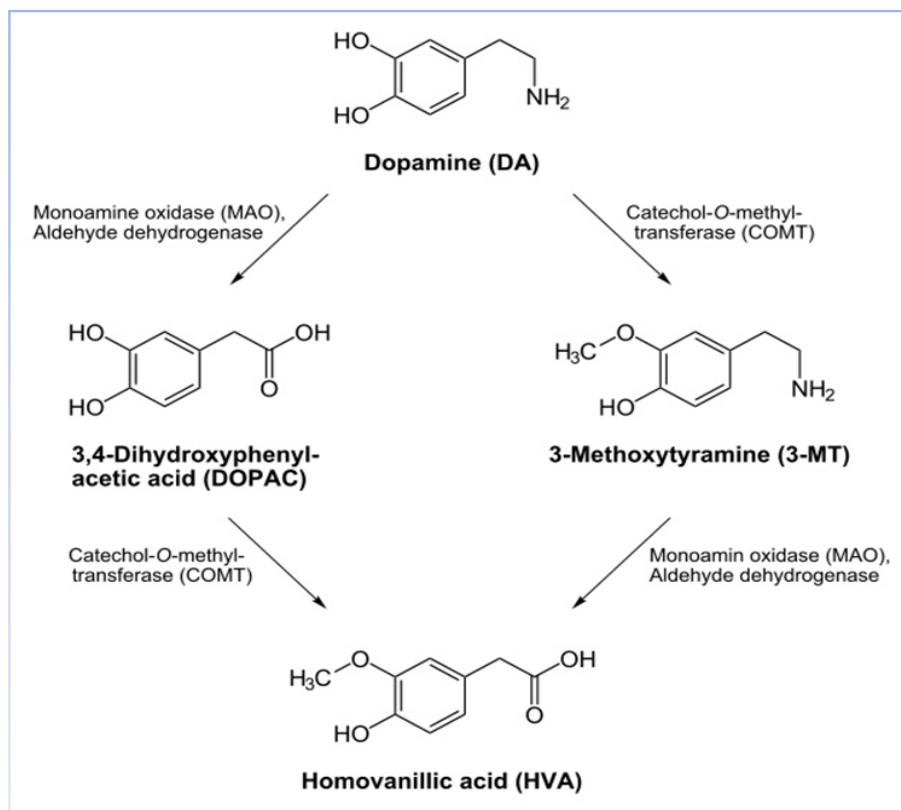 HO
HO
NH2
Dopamine (DA)
Monoamine oxidase (MAO),
Aldehyde dehydrogenase
Catechol-O-methyl-
transferase (COMT)
HO
OH
HO
O
O
H3C
HO
NH2
3,4-Dihydroxyphenyl-
acetic acid (DOPAC)
3-Methoxytyramine (3-MT)
Catechol-O-methyl-
transferase (COMT)
Monoamin oxidase (MAO),
Aldehyde dehydrogenase
O
OH
H3C
HO
O
Homovanillic acid (HVA)